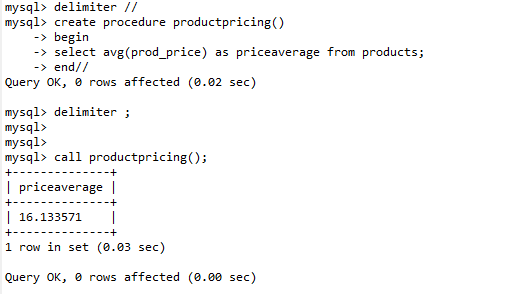 mysql> delimiter //
mysql> create procedure productpricing()
    -> begin
    -> select avg(prod_price) as priceaverage from products;
    -> end//
Query OK, 0 rows affected (0.02 sec)

mysql> delimiter ;
mysql>
mysql>
mysql> call productpricing();
+--------------+
| priceaverage |
+--------------+
| 16.133571    |
+--------------+
1 row in set (0.03 sec)

Query OK, 0 rows affected (0.00 sec)